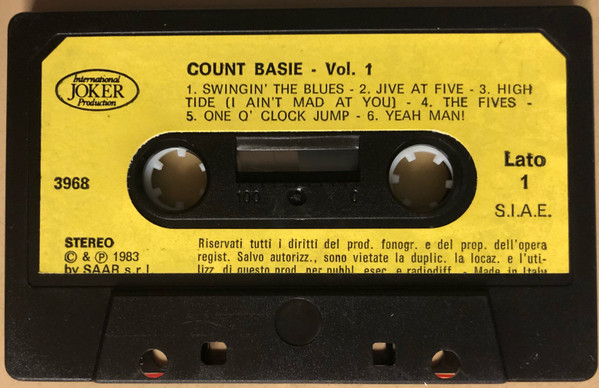 International
JOKER
Production
COUNT BASIE - Vol. 1
1. SWINGIN' THE BLUES - 2. JIVE AT FIVE - 3. HIGH
TIDE (I AIN'T MAD AT YOU) - 4. THE FIVES -
5. ONE O' CLOCK JUMP - 6. YEAH MAN!
3968
100 0
Lato
1
S.I.A.E.
STEREO
© & ℗ 1983
by SAAR s.r.l.
Riservati tutti i diritti del prod. fonogr. e del prop. dell'opera
regist. Salvo autorizz., sono vietate la duplic. la locaz. e l'uti-
lizz. di questo prod. per pubbl. esec. e radiodiff. - Made in Italy